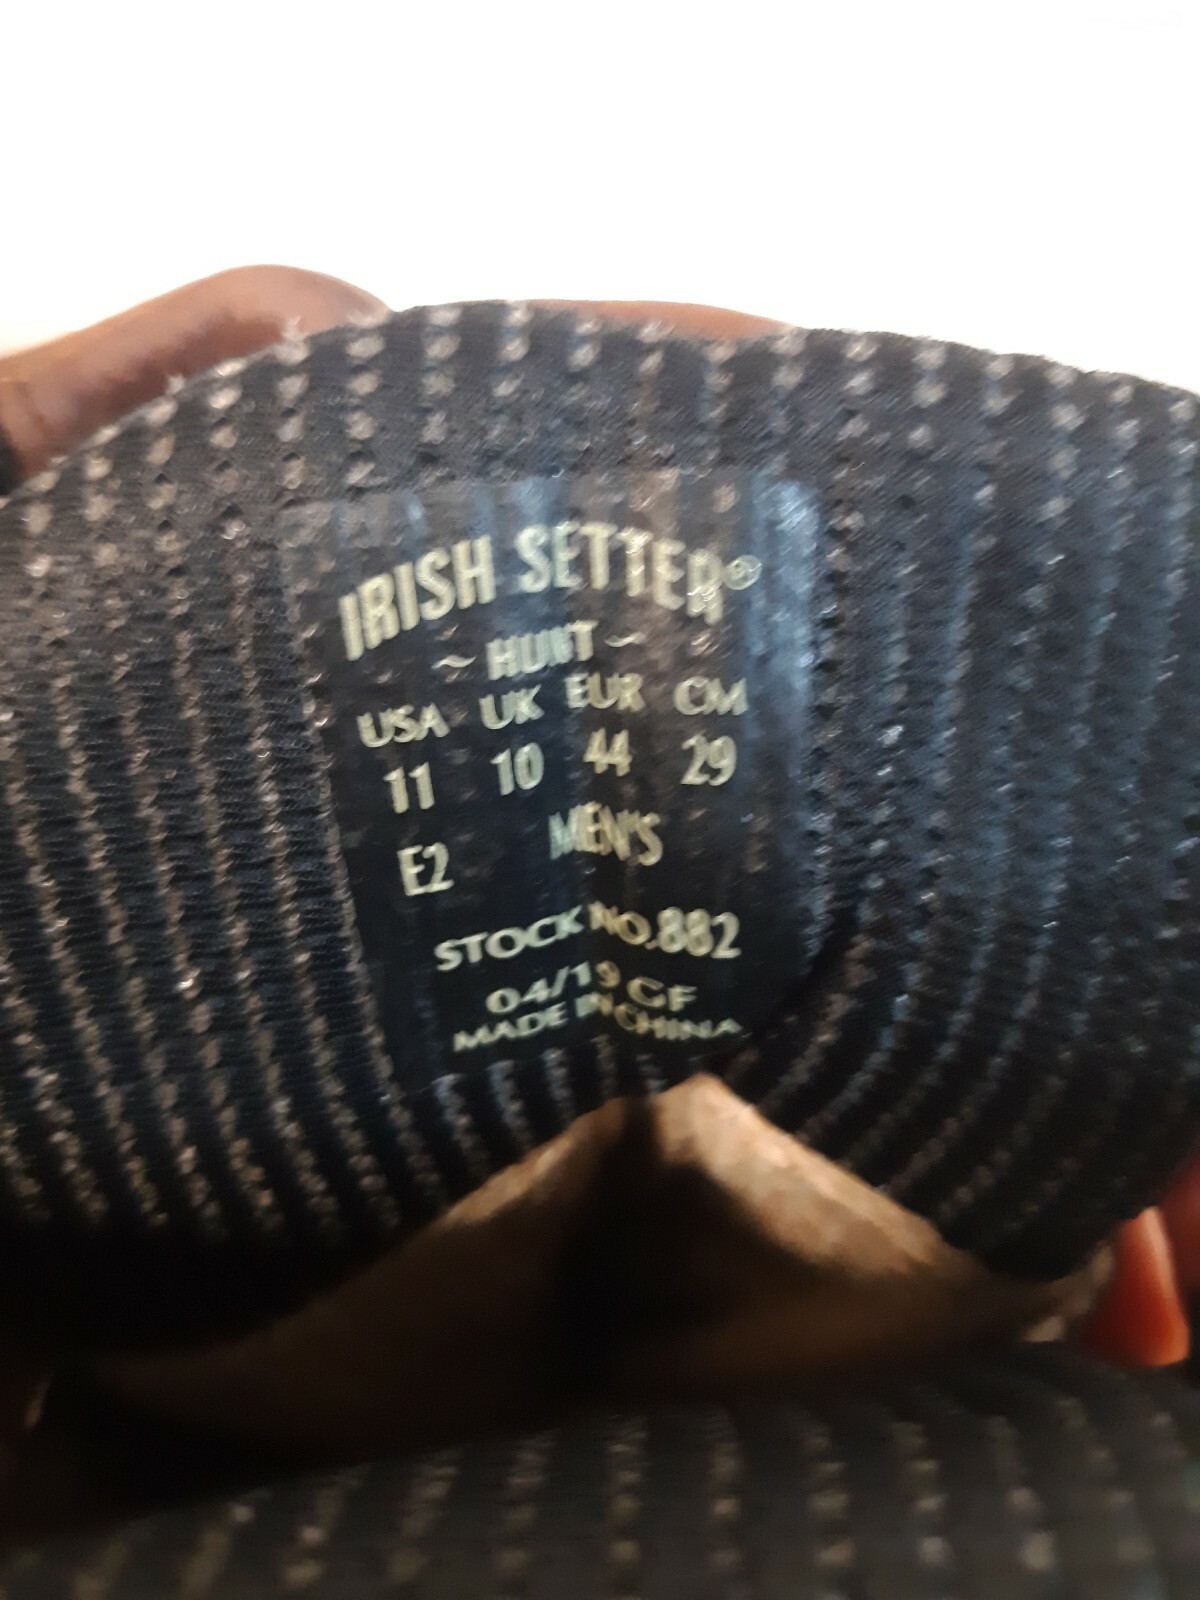 IRISH SETTER®
~ HUNT ~
USA UK EUR CM
11 10 44 29
E2 MEN'S
STOCK NO.882
04/19 GF
MADE IN CHINA